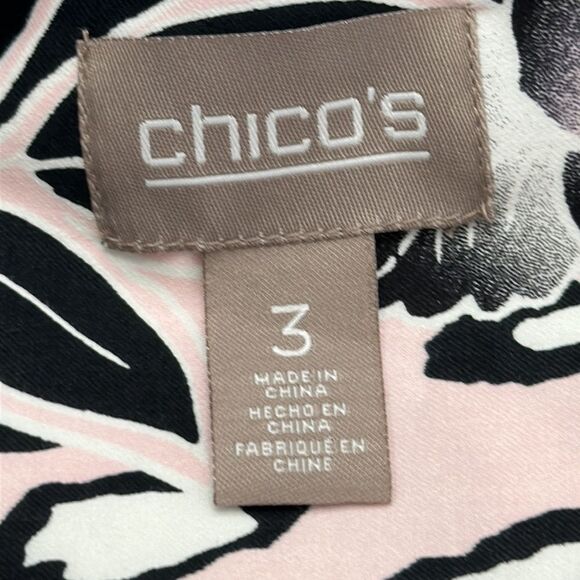 chico's
3
MADE IN
CHINA
HECHO EN
CHINA
FABRIQUÉ EN
CHINE